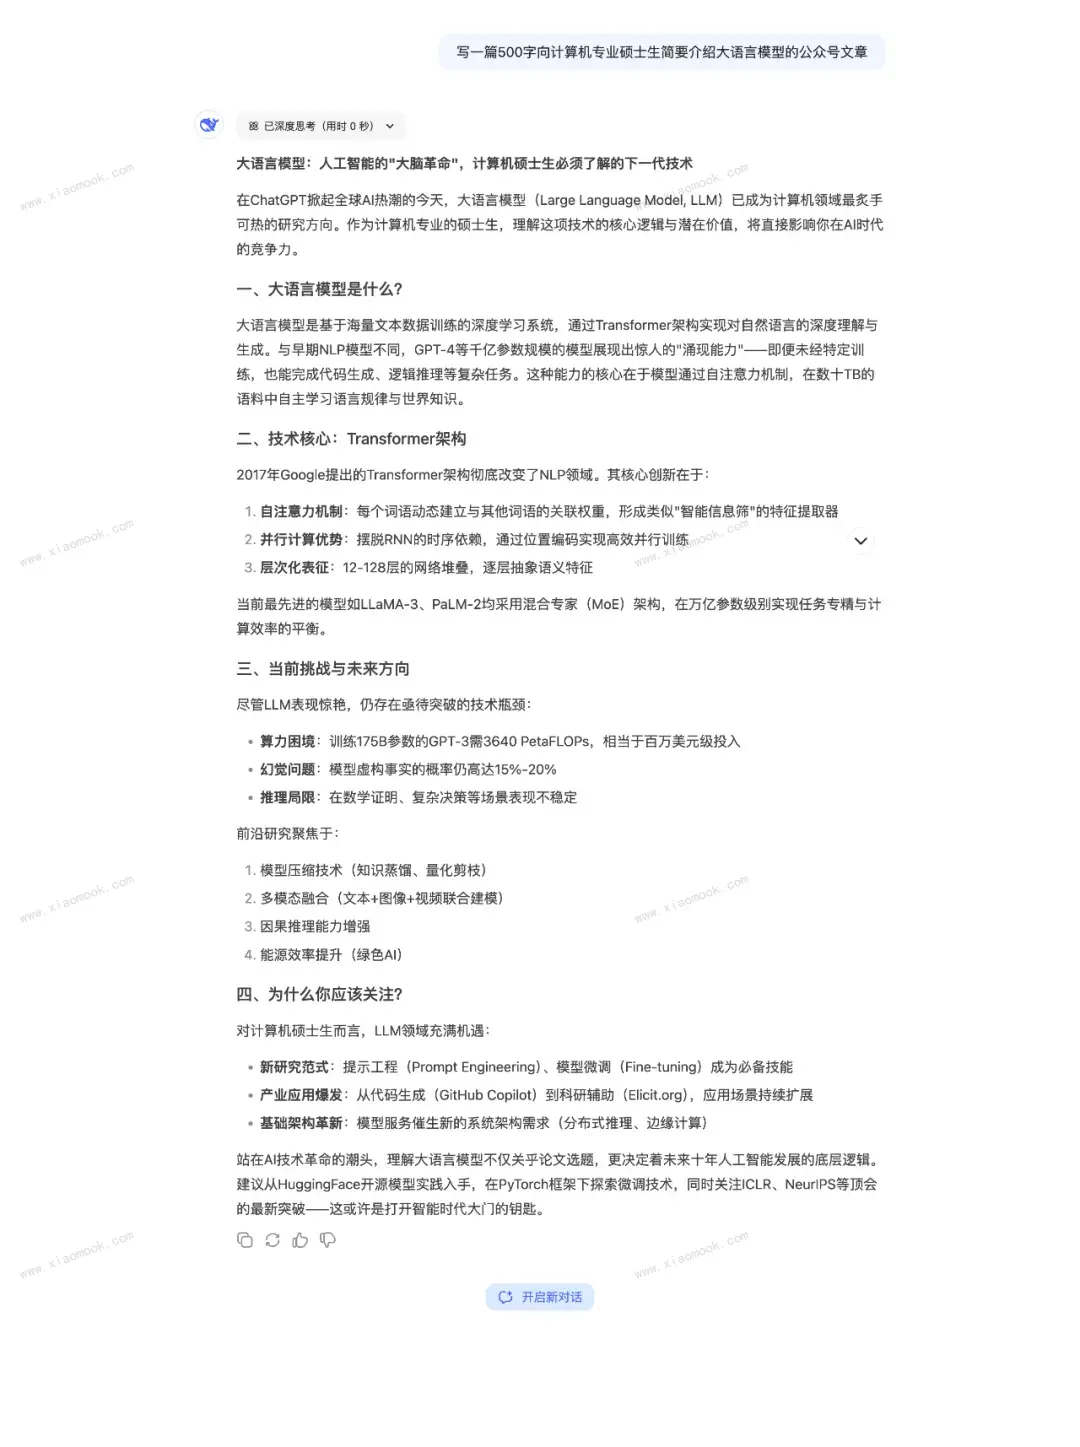 写一篇500字向计算机专业硕士生简要介绍大语言模型的公众号文章
已深度思考（用时 0 秒）
大语言模型：人工智能的"大脑革命"，计算机硕士生必须了解的下一代技术
www.xiaomook.com
www.xiaomook.com
在ChatGPT掀起全球AI热潮的今天，大语言模型（Large Language Model, LLM）已成为计算机领域最炙手
可热的研究方向。作为计算机专业的硕士生，理解这项技术的核心逻辑与潜在价值，将直接影响你在AI时代
的竞争力。
一、大语言模型是什么？
大语言模型是基于海量文本数据训练的深度学习系统，通过Transformer架构实现对自然语言的深度理解与
生成。与早期NLP模型不同，GPT-4等千亿参数规模的模型展现出惊人的"涌现能力"——即便未经特定训
练，也能完成代码生成、逻辑推理等复杂任务。这种能力的核心在于模型通过自注意力机制，在数十TB的
语料中自主学习语言规律与世界知识。
二、技术核心：Transformer架构
2017年Google提出的Transformer架构彻底改变了NLP领域。其核心创新在于：
1. 自注意力机制：每个词语动态建立与其他词语的关联权重，形成类似"智能信息筛"的特征提取器
2. 并行计算优势：摆脱RNN的时序依赖，通过位置编码实现高效并行训练
www.xiaomook.com
www.xiaomook.com
3. 层次化表征：12-128层的网络堆叠，逐层抽象语义特征
当前最先进的模型如LLaMA-3、PaLM-2均采用混合专家（MoE）架构，在万亿参数级别实现任务专精与计
算效率的平衡。
三、当前挑战与未来方向
尽管LLM表现惊艳，仍存在亟待突破的技术瓶颈：
• 算力困境：训练175B参数的GPT-3需3640 PetaFLOPs，相当于百万美元级投入
• 幻觉问题：模型虚构事实的概率仍高达15%-20%
• 推理局限：在数学证明、复杂决策等场景表现不稳定
前沿研究聚焦于：
1. 模型压缩技术（知识蒸馏、量化剪枝）
2. 多模态融合（文本+图像+视频联合建模）
www.xiaomook.com
www.xiaomook.com
3. 因果推理能力增强
4. 能源效率提升（绿色AI）
四、为什么你应该关注？
对计算机硕士生而言，LLM领域充满机遇：
• 新研究范式：提示工程（Prompt Engineering）、模型微调（Fine-tuning）成为必备技能
• 产业应用爆发：从代码生成（GitHub Copilot）到科研辅助（Elicit.org），应用场景持续扩展
• 基础架构革新：模型服务催生新的系统架构需求（分布式推理、边缘计算）
站在AI技术革命的潮头，理解大语言模型不仅关乎论文选题，更决定着未来十年人工智能发展的底层逻辑。
建议从HuggingFace开源模型实践入手，在PyTorch框架下探索微调技术，同时关注ICLR、NeurIPS等顶会
的最新突破——这或许是打开智能时代大门的钥匙。
www.xiaomook.com
www.xiaomook.com
开启新对话